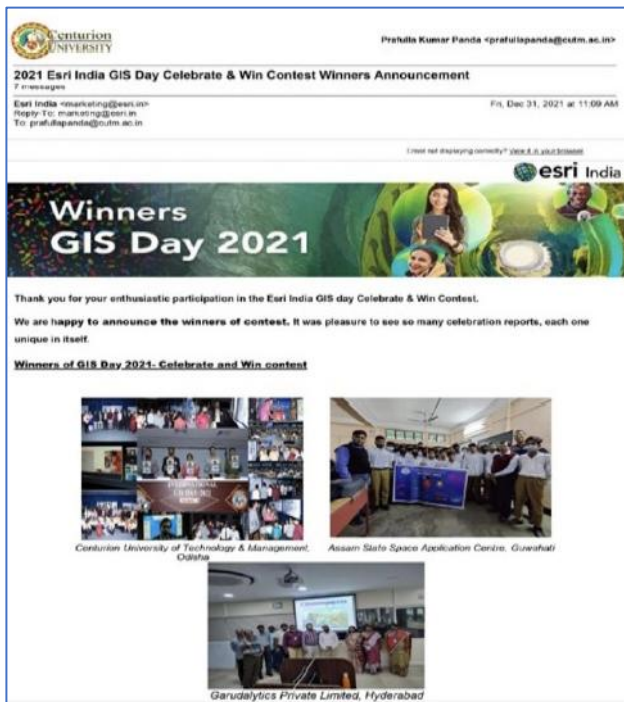 Centurion
UNIVERSITY
Prafulla Kumar Panda <prafullapanda@cutm.ac.in>
2021 Esri India GIS Day Celebrate & Win Contest Winners Announcement
7 messages
Esri India <marketing@esri.in>
Fri, Dec 31, 2021 at 11:09 AM
Reply-To: marketing@esri.in
To: prafullapanda@cutm.ac.in
not displaying correctly? View it in your browser
esri India
Winners
GIS Day 2021
Thank you for your enthusiastic participation in the Esri India GIS day Celebrate & Win Contest.
We are happy to announce the winners of contest. It was pleasure to see so many celebration reports, each one
unique in itself.
Winners of GIS Day 2021- Celebrate and Win contest
INTERNATIONAL
Centurion University of Technology & Management,
Odisha
Assam State Space Application Centre, Guwahati
Garudalytics Private Limited, Hyderabad